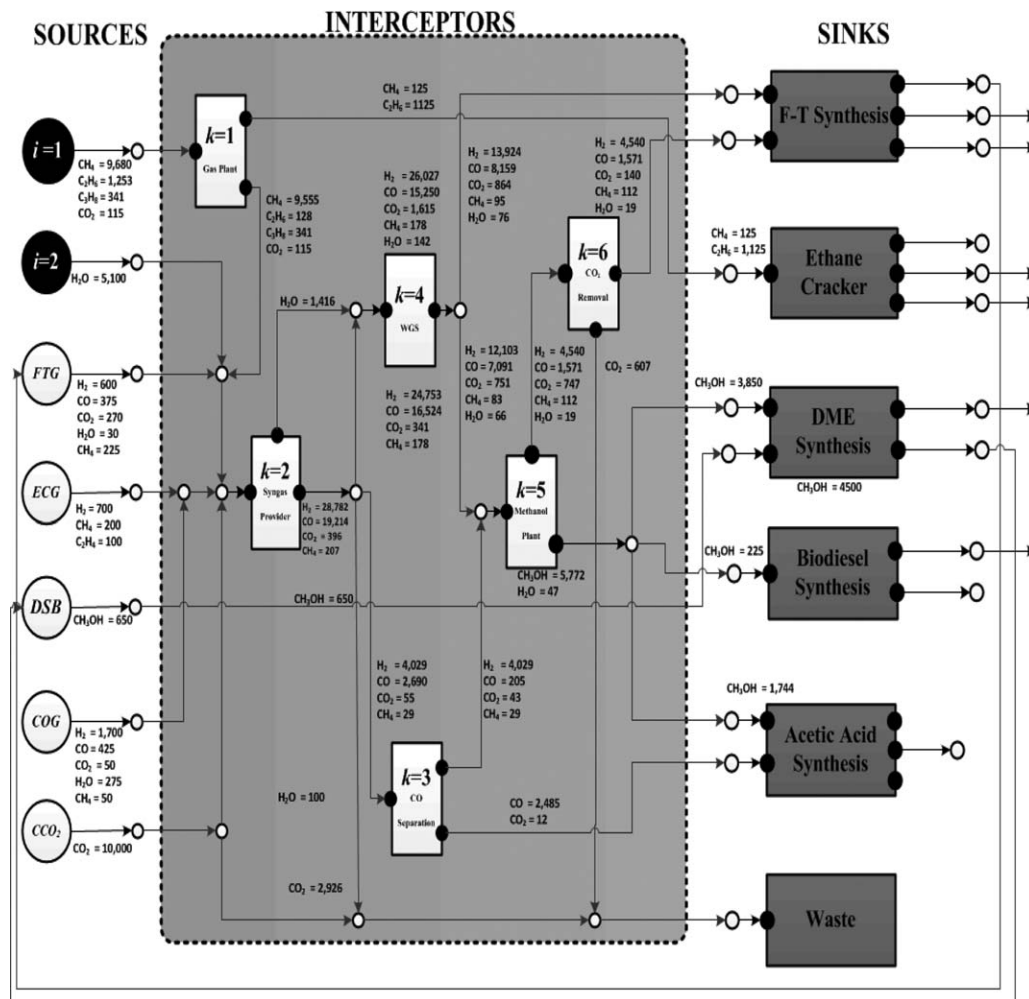 SOURCES
INTERCEPTORS
SINKS
i=1
CH₄ = 9,680
C₂H₆ = 1,253
C₃H₈ = 341
CO₂ = 115
i=2
H₂O = 5,100
FTG
H₂ = 600
CO = 375
CO₂ = 270
H₂O = 30
CH₄ = 225
ECG
H₂ = 700
CH₄ = 200
C₂H₄ = 100
DSB
CH₃OH = 650
COG
H₂ = 1,700
CO = 425
CO₂ = 50
H₂O = 275
CH₄ = 50
CCO₂
CO₂ = 10,000
k=1
Gas Plant
CH₄ = 125
C₂H₆ = 1125
CH₄ = 9,555
C₂H₆ = 128
C₃H₈ = 341
CO₂ = 115
H₂O = 1,416
k=2
Syngas
Provider
H₂ = 28,782
CO = 19,214
CO₂ = 396
CH₄ = 207
H₂ = 26,027
CO = 15,250
CO₂ = 1,615
CH₄ = 178
H₂O = 142
k=4
WGS
H₂ = 24,753
CO = 16,524
CO₂ = 341
CH₄ = 178
H₂ = 13,924
CO = 8,159
CO₂ = 864
CH₄ = 95
H₂O = 76
H₂ = 12,103
CO = 7,091
CO₂ = 751
CH₄ = 83
H₂O = 66
H₂ = 4,540
CO = 1,571
CO₂ = 140
CH₄ = 112
H₂O = 19
k=6
CO₂
Removal
H₂ = 4,540
CO = 1,571
CO₂ = 747
CH₄ = 112
H₂O = 19
CO₂ = 607
k=5
Methanol
Plant
CH₃OH = 5,772
H₂O = 47
CH₃OH = 650
H₂ = 4,029
CO = 2,690
CO₂ = 55
CH₄ = 29
H₂ = 4,029
CO = 205
CO₂ = 43
CH₄ = 29
k=3
CO
Separation
H₂O = 100
CO = 2,485
CO₂ = 12
CO₂ = 2,926
F-T Synthesis
CH₄ = 125
C₂H₆ = 1,125
Ethane
Cracker
CH₃OH = 3,850
DME
Synthesis
CH₃OH = 4500
CH₃OH = 225
Biodiesel
Synthesis
CH₃OH = 1,744
Acetic Acid
Synthesis
Waste